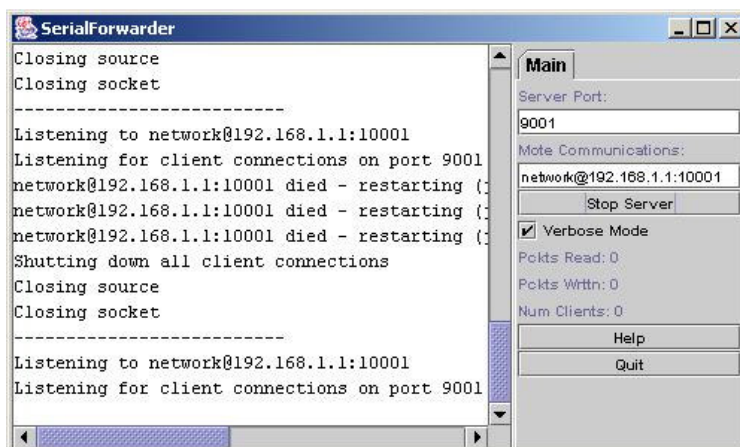 SerialForwarder
Closing source
Closing socket
--------------------------
Listening to network@192.168.1.1:10001
Listening for client connections on port 9001
network@192.168.1.1:10001 died - restarting (
network@192.168.1.1:10001 died - restarting (
network@192.168.1.1:10001 died - restarting (
Shutting down all client connections
Closing source
Closing socket
--------------------------
Listening to network@192.168.1.1:10001
Listening for client connections on port 9001
Main
Server Port:
9001
Mote Communications:
network@192.168.1.1:10001
Stop Server
Verbose Mode
Pckts Read: 0
Pckts Wrttn: 0
Num Clients: 0
Help
Quit